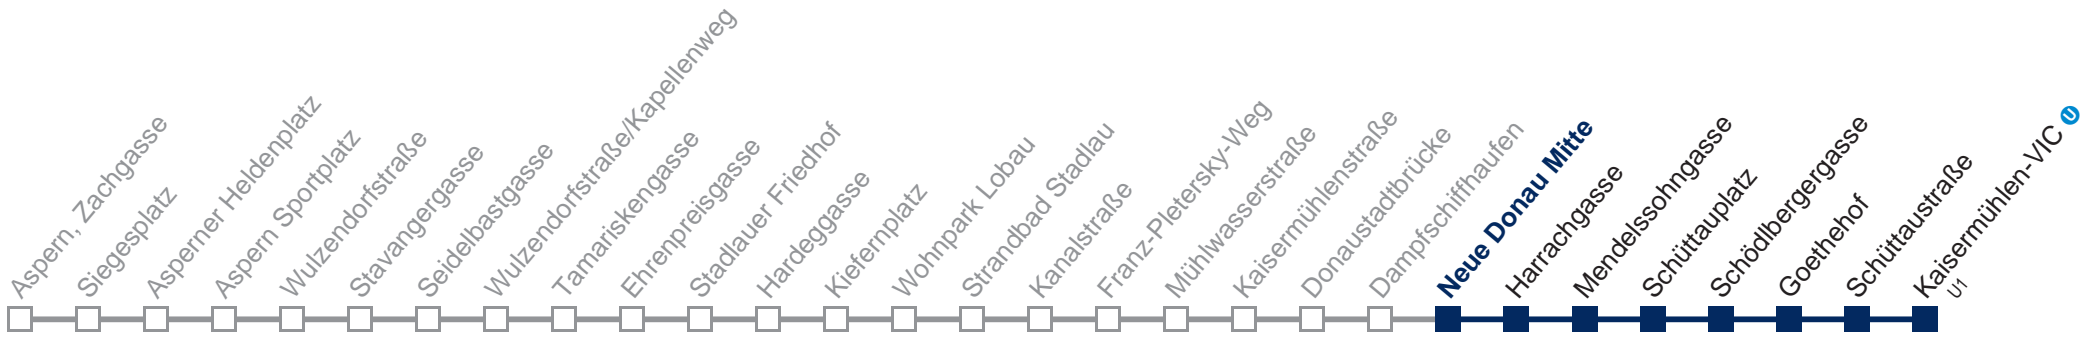 Aspern, Zachgasse
Siegesplatz
Asperner Heldenplatz
Aspern Sportplatz
Wulzendorfstraße
Stavangergasse
Seidelbastgasse
Wulzendorfstraße/Kapellenweg
Tamariskengasse
Ehrenpreisgasse
Stadlauer Friedhof
Hardeggasse
Kiefernplatz
Wohnpark Lobau
Strandbad Stadlau
Kanalstraße
Franz-Pletersky-Weg
Mühlwasserstraße
Kaisermühlenstraße
Donaustadtbrücke
Dampfschiffhaufen
Neue Donau Mitte
Harrachgasse
Mendelssohngasse
Schüttauplatz
Schödlbergergasse
Goethehof
Schüttaustraße
Kaisermühlen-VIC U
U1